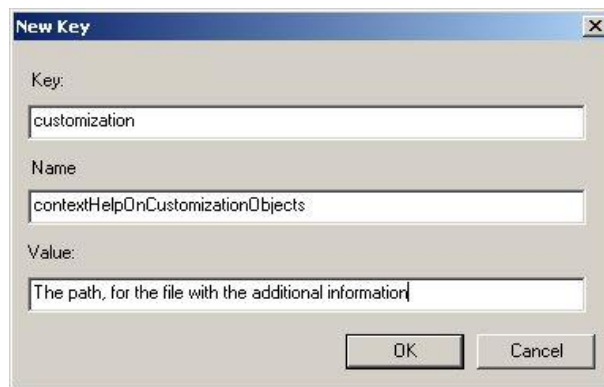 New Key
Key:
customization
Name
contextHelpOnCustomizationObjects
Value:
The path, for the file with the additional information
OK
Cancel